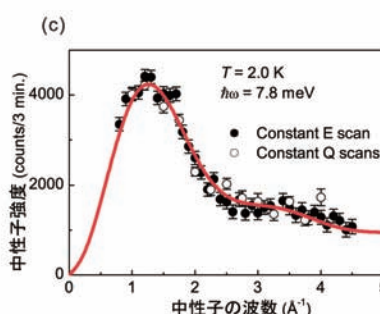 (c)
T = 2.0 K
ℏω = 7.8 meV
Constant E scan
Constant Q scans
中性子強度 (counts/3 min.)
4000
2000
0
0
1
2
3
4
5
中性子の波数 (Å⁻¹)